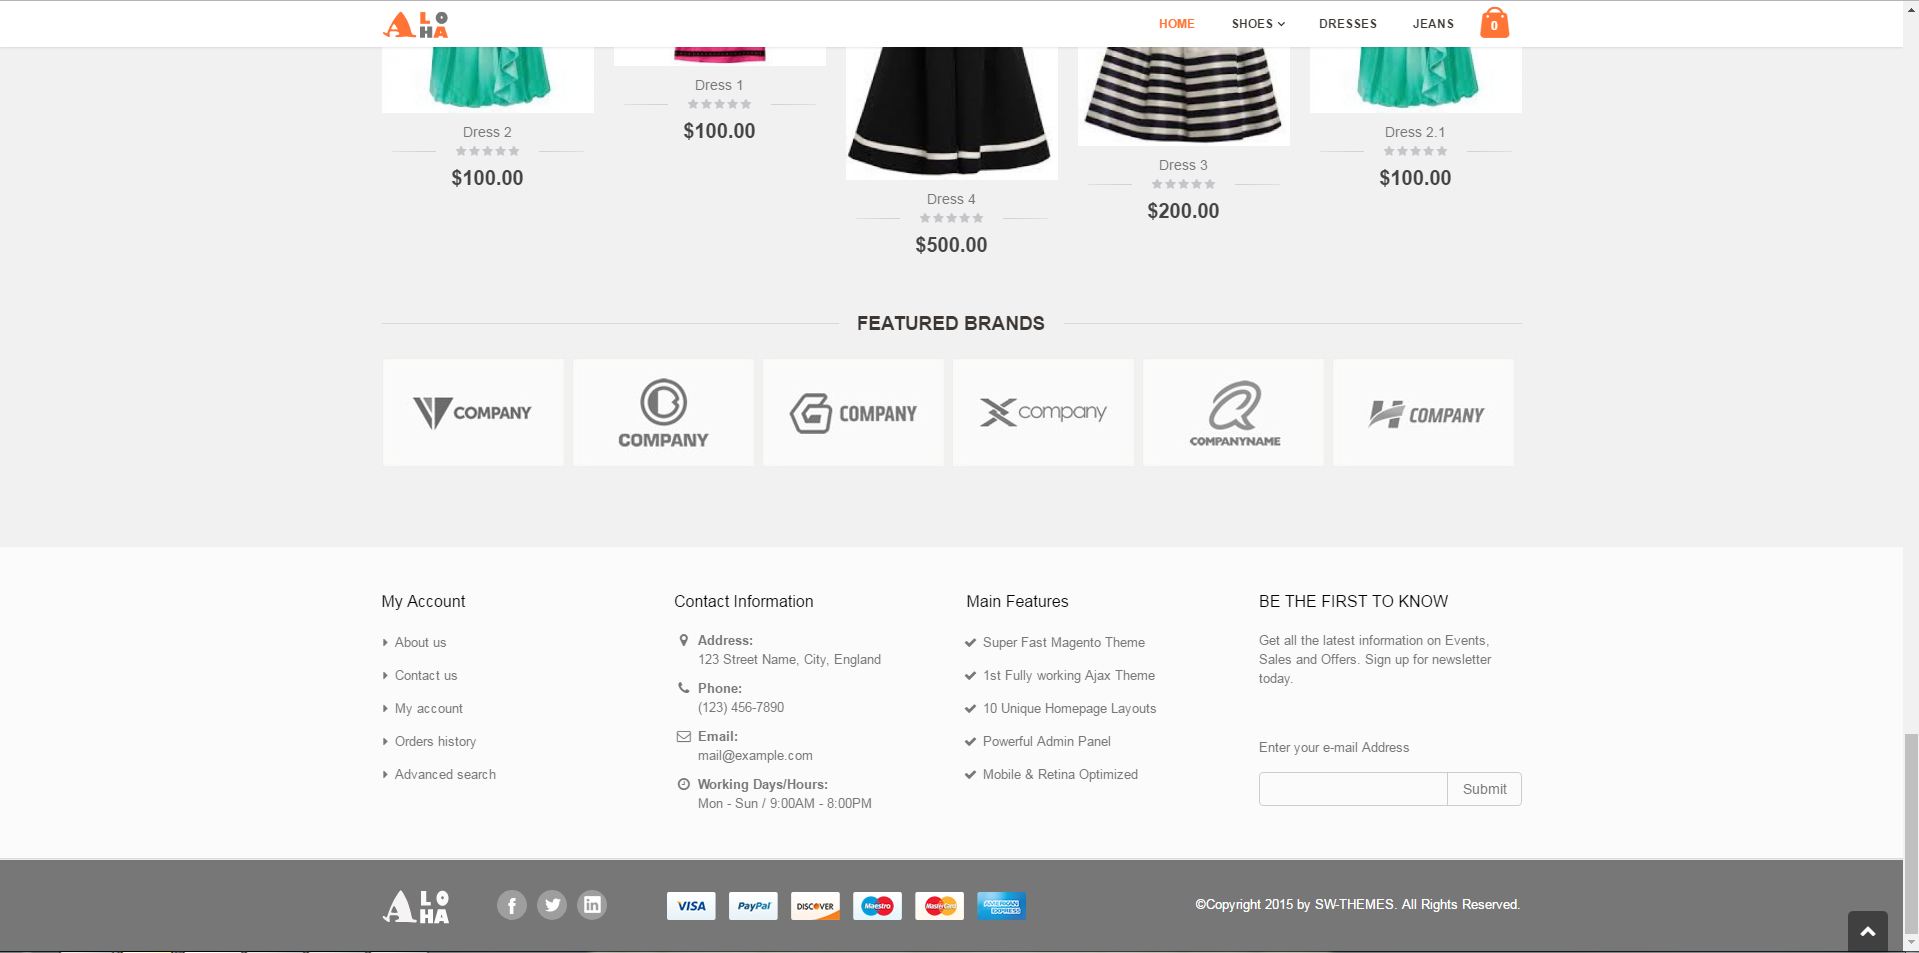 ALOHA
HOME SHOES DRESSES JEANS 0
Dress 2
$100.00
Dress 1
$100.00
Dress 4
$500.00
Dress 3
$200.00
Dress 2.1
$100.00
FEATURED BRANDS
COMPANY
COMPANY
G COMPANY
X company
COMPANYNAME
H COMPANY
My Account
About us
Contact us
My account
Orders history
Advanced search
Contact Information
Address:
123 Street Name, City, England
Phone:
(123) 456-7890
Email:
mail@example.com
Working Days/Hours:
Mon - Sun / 9:00AM - 8:00PM
Main Features
Super Fast Magento Theme
1st Fully working Ajax Theme
10 Unique Homepage Layouts
Powerful Admin Panel
Mobile & Retina Optimized
BE THE FIRST TO KNOW
Get all the latest information on Events,
Sales and Offers. Sign up for newsletter
today.
Enter your e-mail Address
Submit
ALOHA
f in
VISA PayPal DISCOVER Maestro MasterCard AMERICAN EXPRESS
©Copyright 2015 by SW-THEMES. All Rights Reserved.